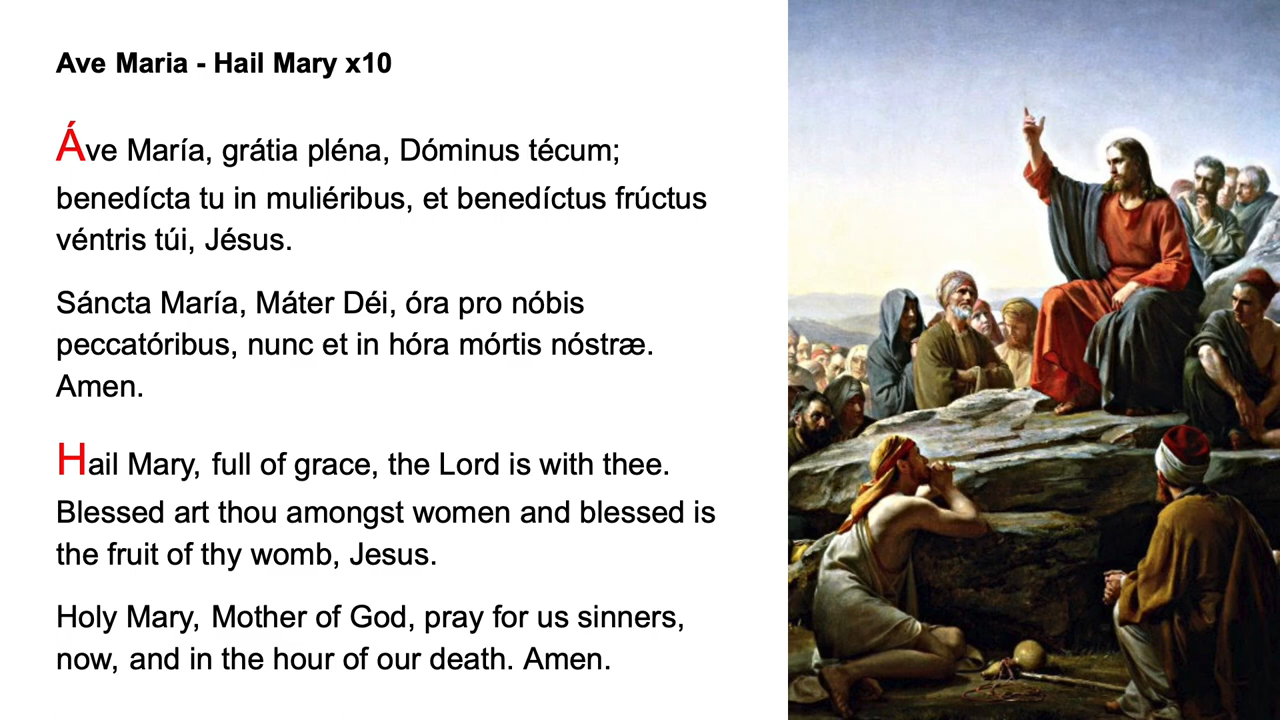 Ave Maria - Hail Mary x10
Áve María, grátia pléna, Dóminus técum;
benedícta tu in muliéribus, et benedíctus frúctus
véntris túi, Jésus.
Sáncta María, Máter Déi, óra pro nóbis
peccatóribus, nunc et in hóra mórtis nóstræ.
Amen.
Hail Mary, full of grace, the Lord is with thee.
Blessed art thou amongst women and blessed is
the fruit of thy womb, Jesus.
Holy Mary, Mother of God, pray for us sinners,
now, and in the hour of our death. Amen.